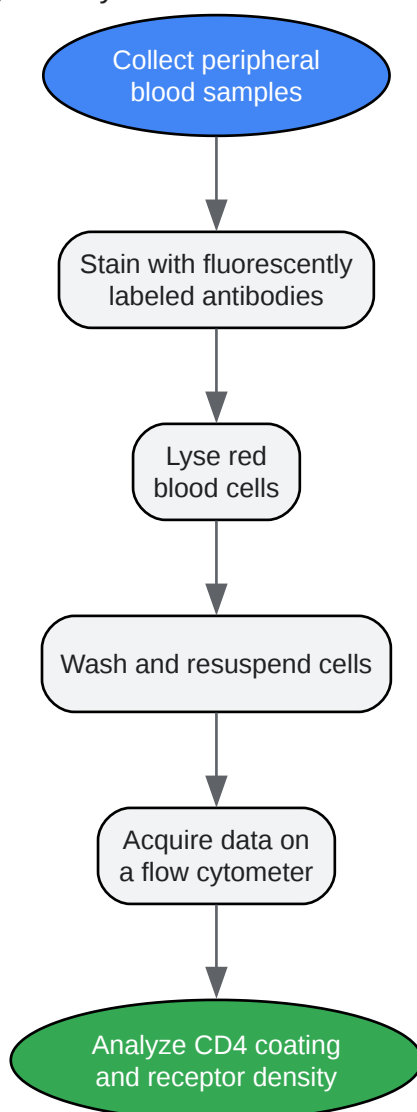 Collect peripheral
blood samples
Stain with fluorescently
labeled antibodies
Lyse red
blood cells
Wash and resuspend cells
Acquire data on
a flow cytometer
Analyze CD4 coating
and receptor density